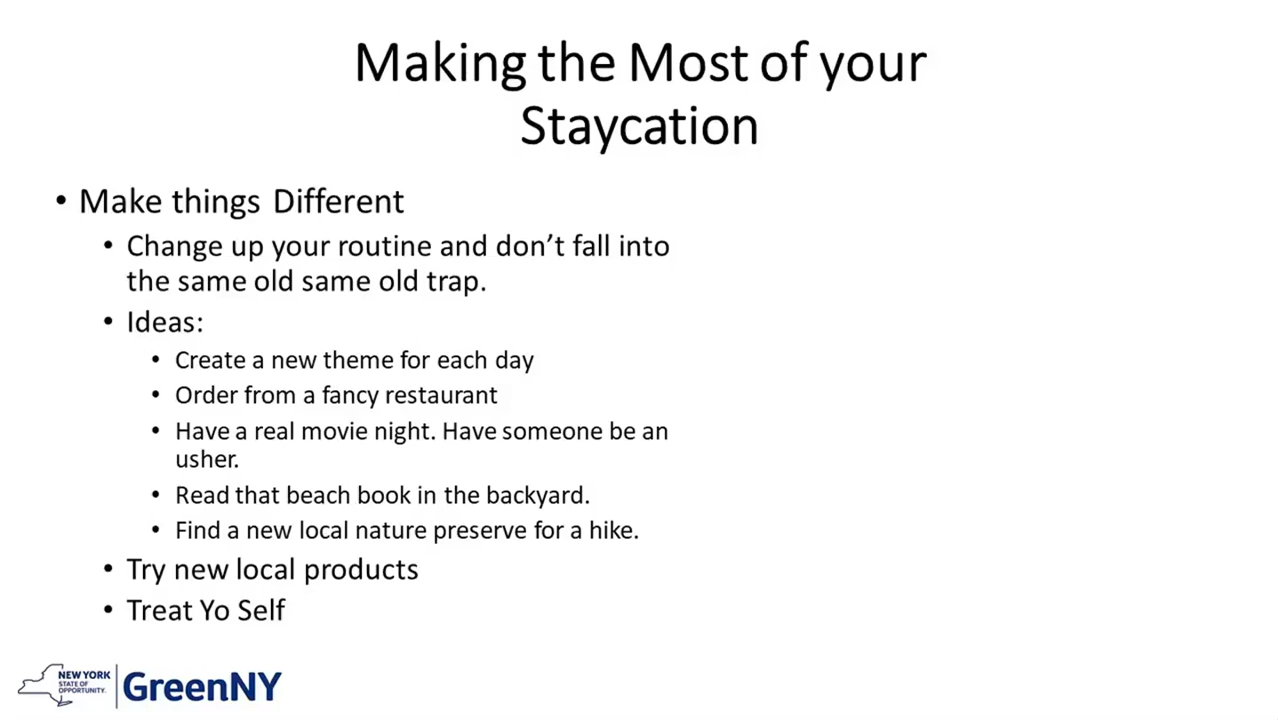 Making the Most of your
Staycation
• Make things Different
• Change up your routine and don’t fall into
the same old same old trap.
• Ideas:
• Create a new theme for each day
• Order from a fancy restaurant
• Have a real movie night. Have someone be an
usher.
• Read that beach book in the backyard.
• Find a new local nature preserve for a hike.
• Try new local products
• Treat Yo Self
NEW YORK
STATE OF
OPPORTUNITY.
GreenNY